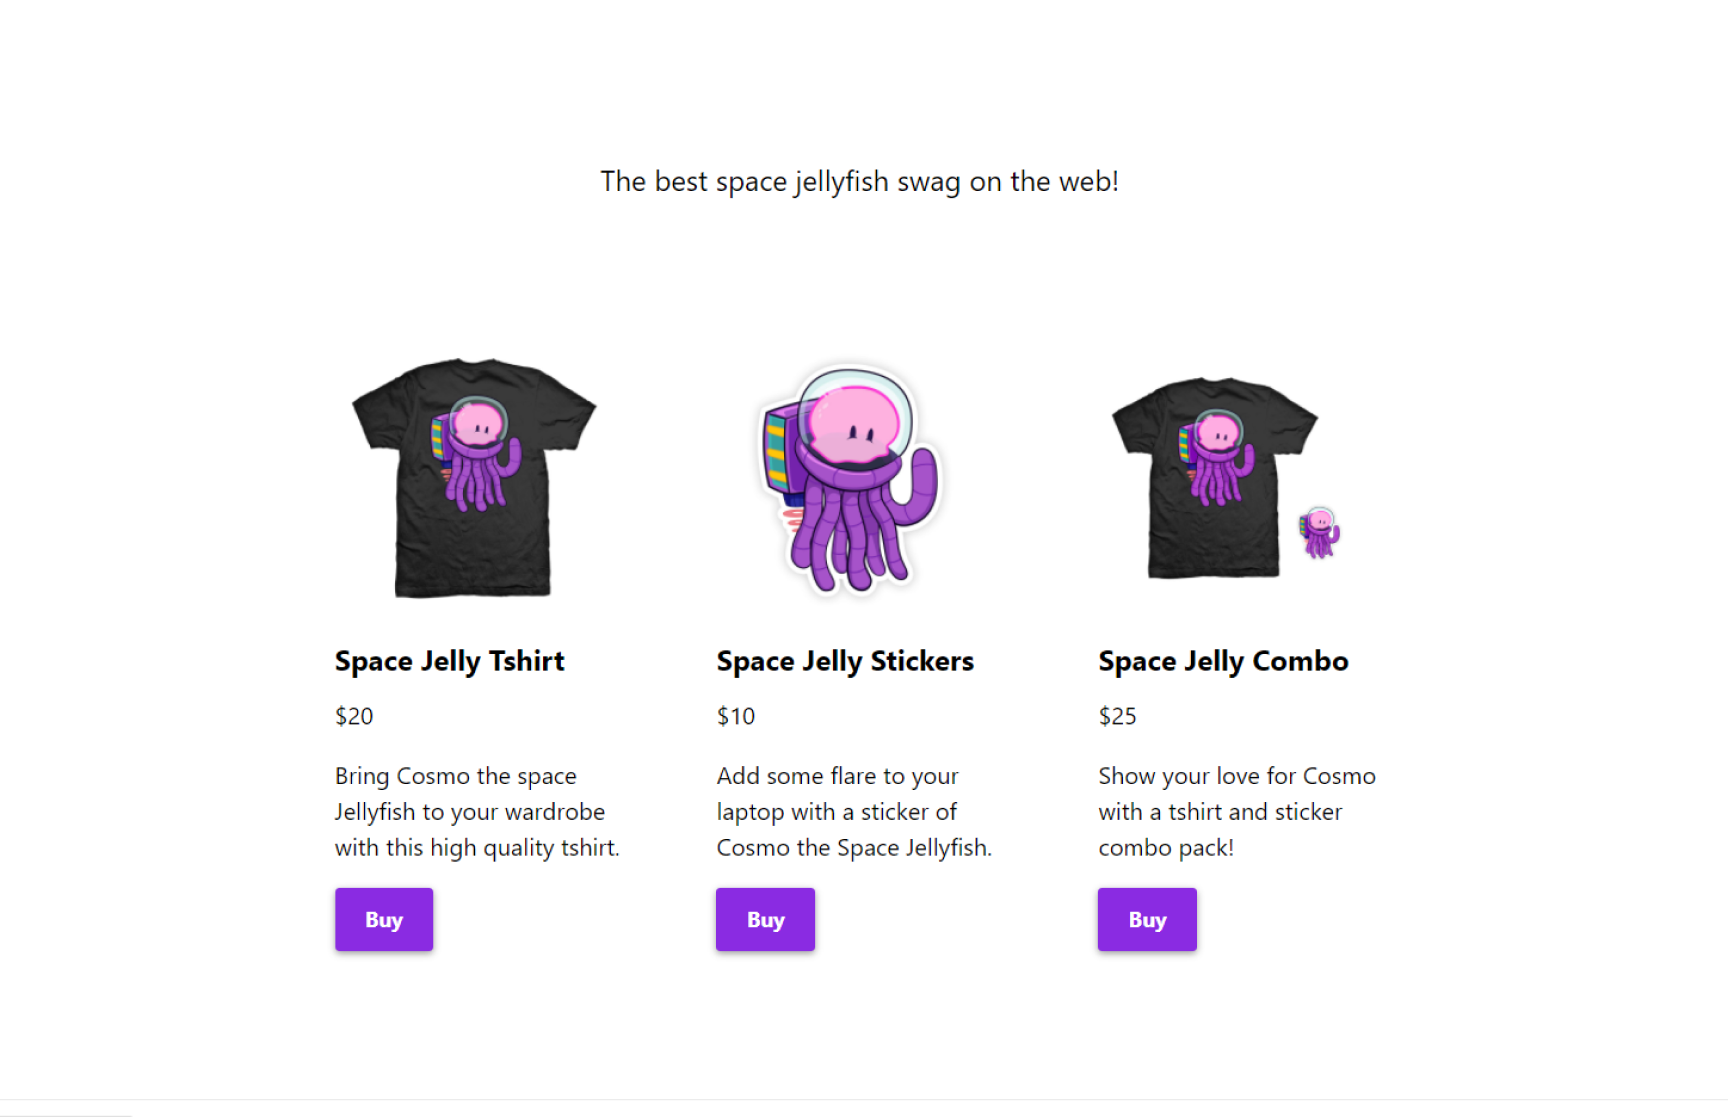 The best space jellyfish swag on the web!
Space Jelly Tshirt
$20
Bring Cosmo the space
Jellyfish to your wardrobe
with this high quality tshirt.
Buy
Space Jelly Stickers
$10
Add some flare to your
laptop with a sticker of
Cosmo the Space Jellyfish.
Buy
Space Jelly Combo
$25
Show your love for Cosmo
with a tshirt and sticker
combo pack!
Buy